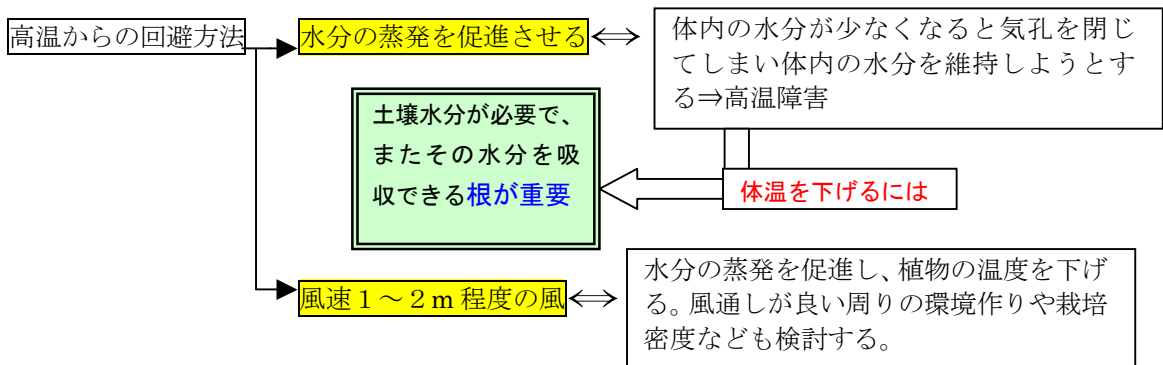 高温からの回避方法
水分の蒸発を促進させる
体内の水分が少なくなると気孔を閉じ
てしまい体内の水分を維持しようとす
る⇒高温障害
土壌水分が必要で、
またその水分を吸
収できる根が重要
体温を下げるには
風速1~2m程度の風
水分の蒸発を促進し、植物の温度を下げ
る。風通しが良い周りの環境作りや栽培
密度なども検討する。